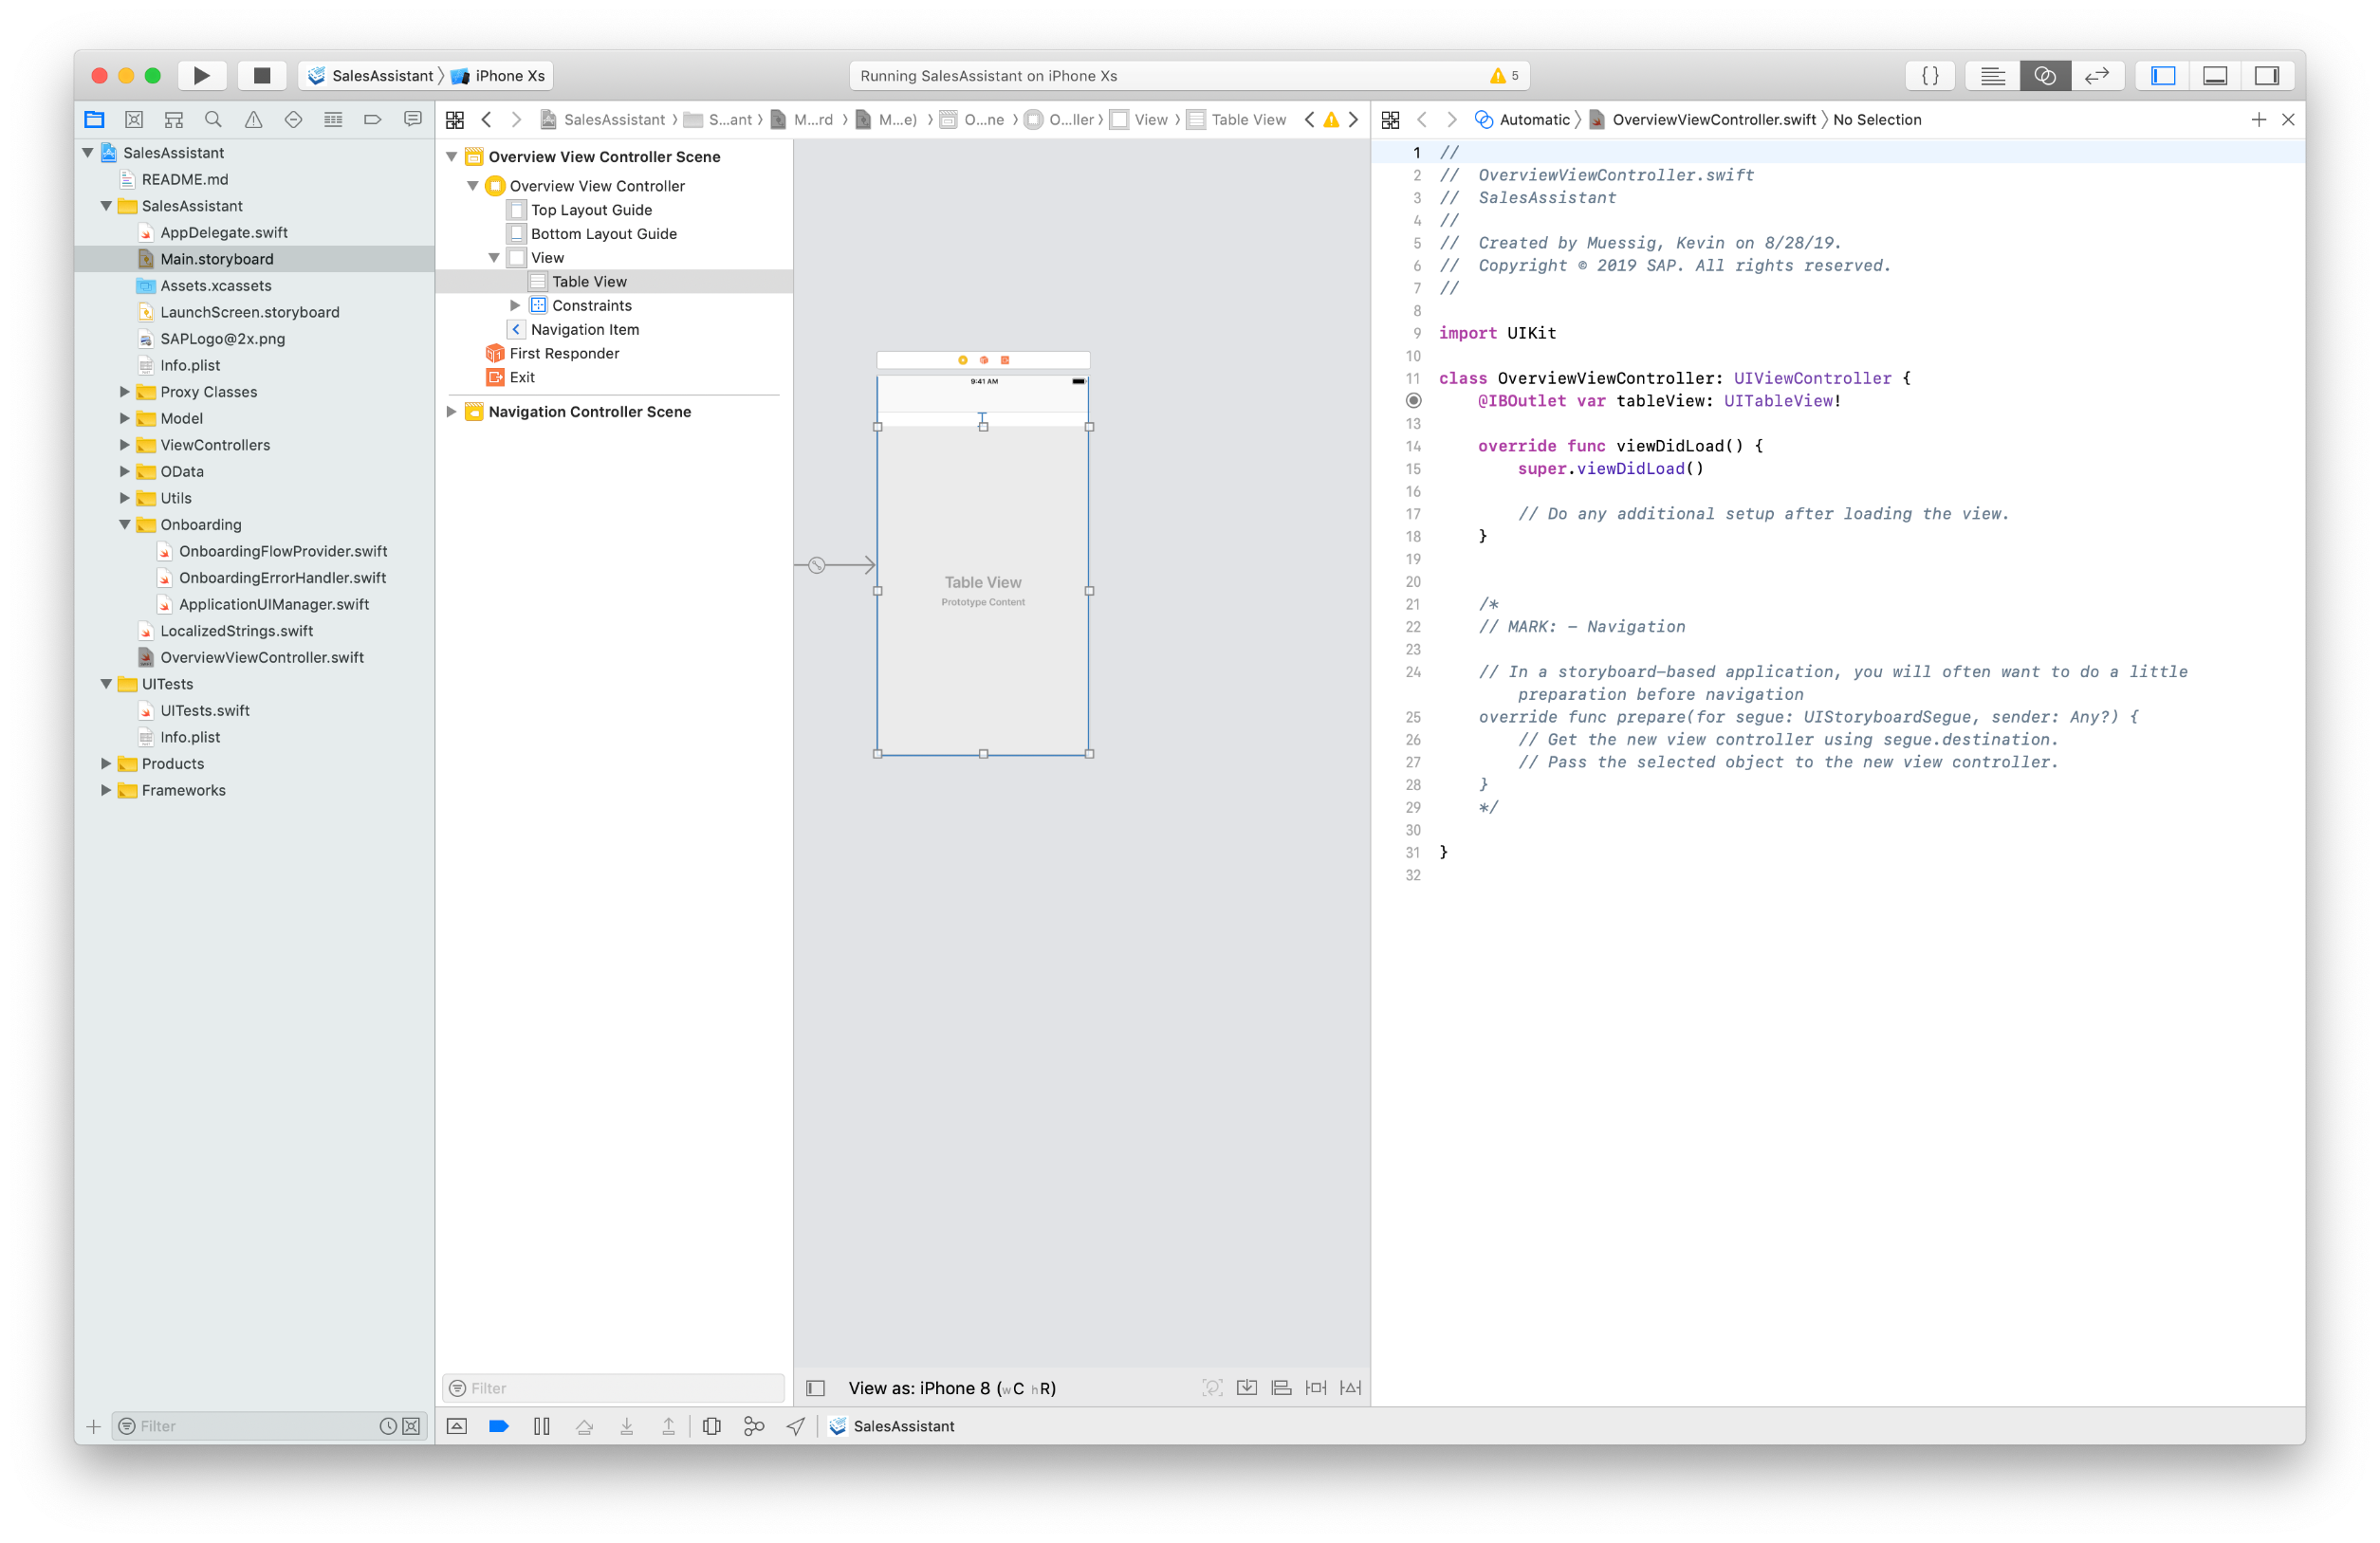 SalesAssistant 〉 iPhone Xs
Running SalesAssistant on iPhone Xs
5
SalesAssistant
README.md
SalesAssistant
AppDelegate.swift
Main.storyboard
Assets.xcassets
LaunchScreen.storyboard
SAPLogo@2x.png
Info.plist
Proxy Classes
Model
ViewControllers
OData
Utils
Onboarding
OnboardingFlowProvider.swift
OnboardingErrorHandler.swift
ApplicationUIManager.swift
LocalizedStrings.swift
OverviewViewController.swift
UITests
UITests.swift
Info.plist
Products
Frameworks
Filter
SalesAssistant 〉 S...ant 〉 M...rd 〉 M...e) 〉 O...ne 〉 O...ller 〉 View 〉 Table View
Overview View Controller Scene
Overview View Controller
Top Layout Guide
Bottom Layout Guide
View
Table View
Constraints
Navigation Item
First Responder
Exit
Navigation Controller Scene
Filter
9:41 AM
Table View
Prototype Content
View as: iPhone 8 (wC hR)
SalesAssistant
Automatic 〉 OverviewViewController.swift 〉 No Selection
1 //
2 //  OverviewViewController.swift
3 //  SalesAssistant
4 //
5 //  Created by Muessig, Kevin on 8/28/19.
6 //  Copyright © 2019 SAP. All rights reserved.
7 //
8
9 import UIKit
10
11 class OverviewViewController: UIViewController {
@IBOutlet var tableView: UITableView!
13
14 override func viewDidLoad() {
15 super.viewDidLoad()
16
17 // Do any additional setup after loading the view.
18 }
19
20
21 /*
22 // MARK: - Navigation
23
24 // In a storyboard-based application, you will often want to do a little
preparation before navigation
25 override func prepare(for segue: UIStoryboardSegue, sender: Any?) {
26 // Get the new view controller using segue.destination.
27 // Pass the selected object to the new view controller.
28 }
29 */
30
31 }
32